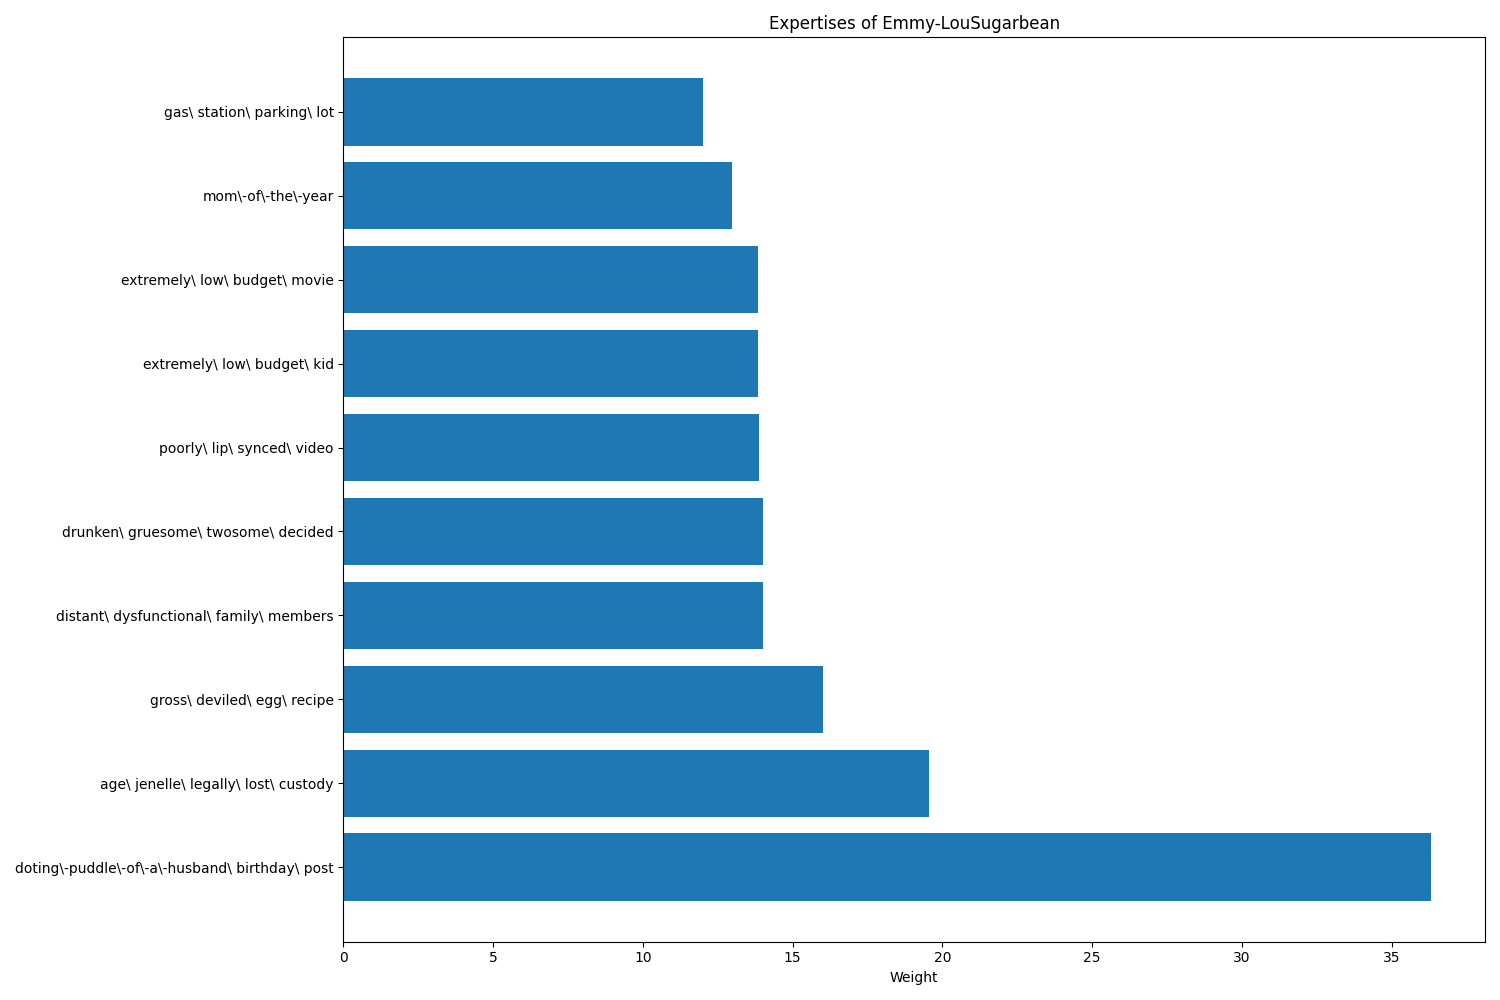 Expertises of Emmy-LouSugarbean
gas\ station\ parking\ lot
mom\-of\-the\-year
extremely\ low\ budget\ movie
extremely\ low\ budget\ kid
poorly\ lip\ synced\ video
drunken\ gruesome\ twosome\ decided
distant\ dysfunctional\ family\ members
gross\ deviled\ egg\ recipe
age\ jenelle\ legally\ lost\ custody
doting\-puddle\-of\-a\-husband\ birthday\ post
0 5 10 15 20 25 30 35
Weight